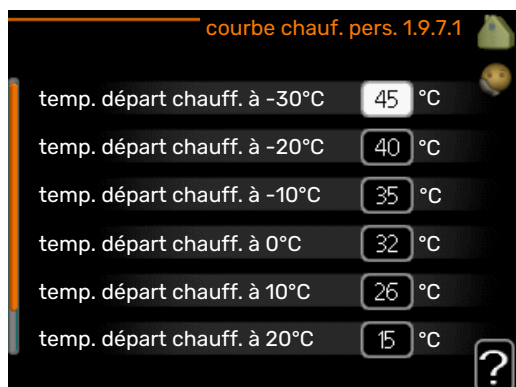 courbe chauf. pers. 1.9.7.1
temp. départ chauff. à -30°C 45 °C
temp. départ chauff. à -20°C 40 °C
temp. départ chauff. à -10°C 35 °C
temp. départ chauff. à 0°C 32 °C
temp. départ chauff. à 10°C 26 °C
temp. départ chauff. à 20°C 15 °C
?